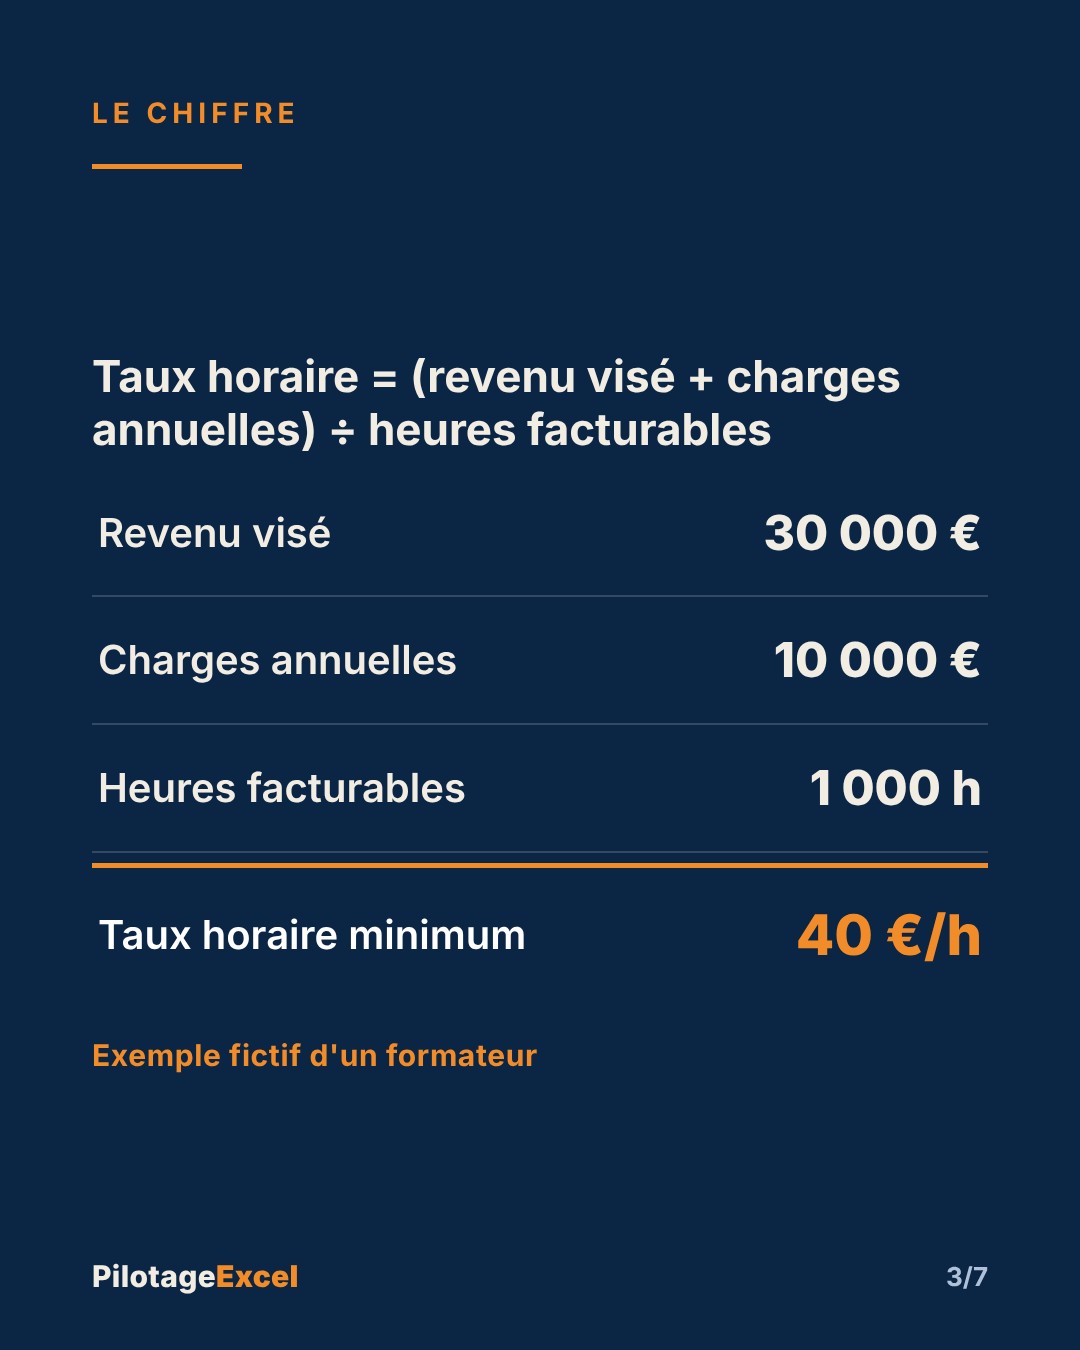 LE CHIFFRE
Taux horaire = (revenu visé + charges
annuelles) ÷ heures facturables
Revenu visé 30 000 €
Charges annuelles 10 000 €
Heures facturables 1 000 h
Taux horaire minimum 40 €/h
Exemple fictif d'un formateur
PilotageExcel 3/7